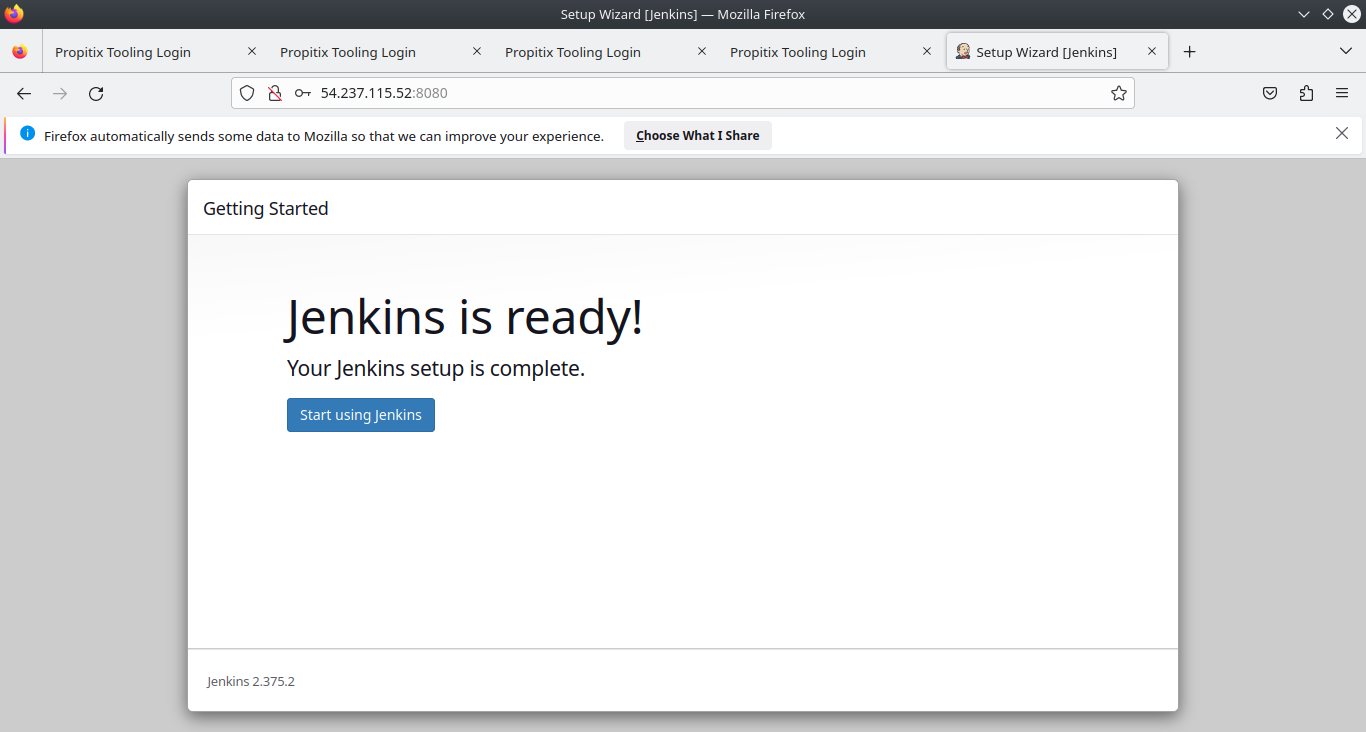 Setup Wizard [Jenkins] — Mozilla Firefox
Propitix Tooling Login
Propitix Tooling Login
Propitix Tooling Login
Propitix Tooling Login
Setup Wizard [Jenkins]
54.237.115.52:8080
Firefox automatically sends some data to Mozilla so that we can improve your experience.
Choose What I Share
Getting Started
Jenkins is ready!
Your Jenkins setup is complete.
Start using Jenkins
Jenkins 2.375.2